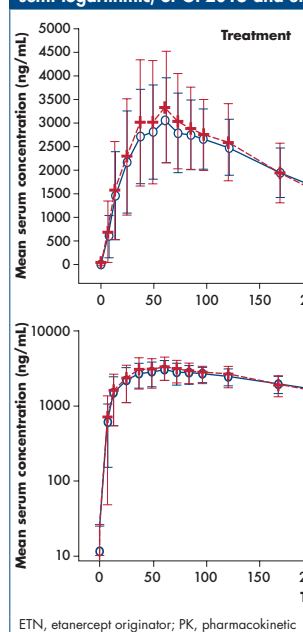 Treatment
Mean serum concentration (ng/mL)
5000
4500
4000
3500
3000
2500
2000
1500
1000
500
0
0 50 100 150
Mean serum concentration (ng/mL)
10000
1000
100
10
0 50 100 150
ETN, etanercept originator; PK, pharmacokinetic